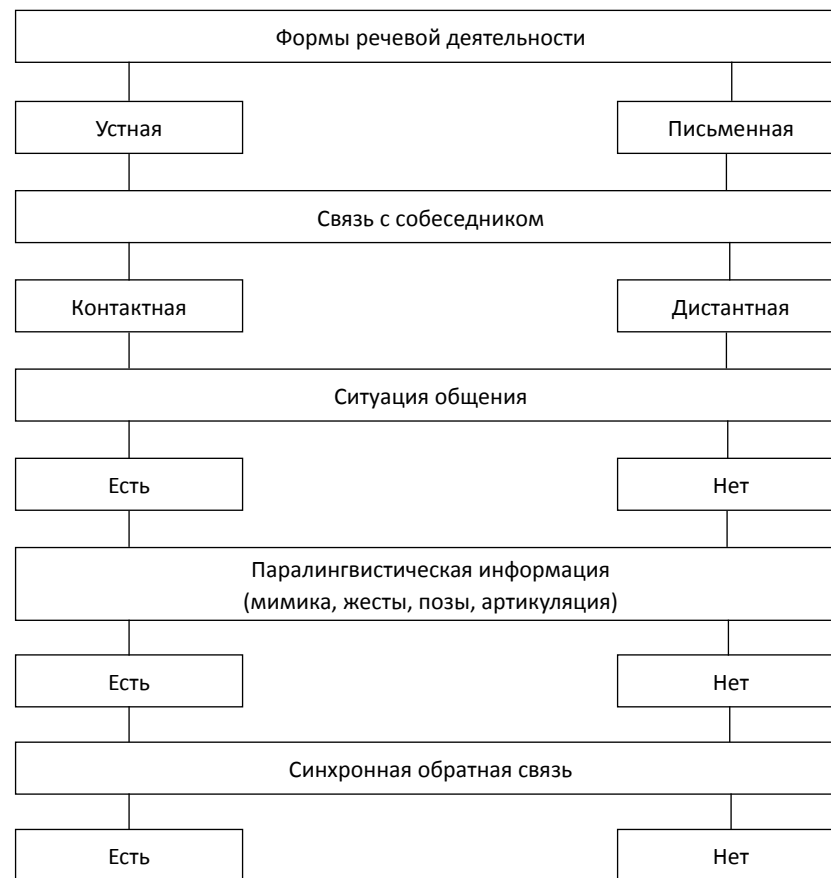 Формы речевой деятельности
Устная
Письменная
Связь с собеседником
Контактная
Дистантная
Ситуация общения
Есть
Нет
Паралингвистическая информация
(мимика, жесты, позы, артикуляция)
Есть
Нет
Синхронная обратная связь
Есть
Нет